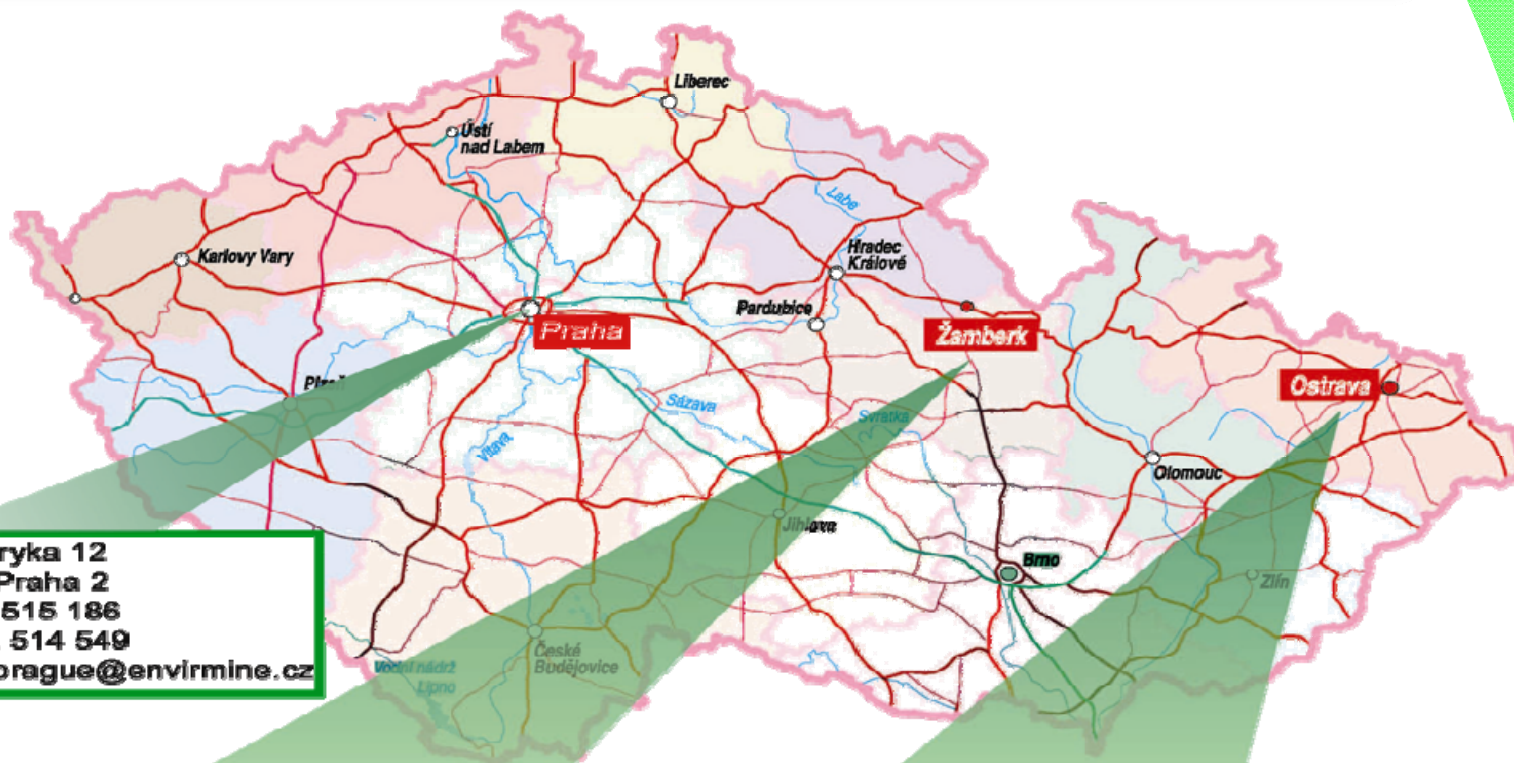 Liberec
Ústí
nad Labem
Labe
Karlovy Vary
Hradec
Králové
Pardubice
Praha
Žamberk
Ostrava
Sázava
Svratka
Vltava
Olomouc
Brno
Zlín
České
Budějovice
Vodní nádrž
Lipno
ryka 12
Praha 2
515 186
514 549
prague@envirmine.cz